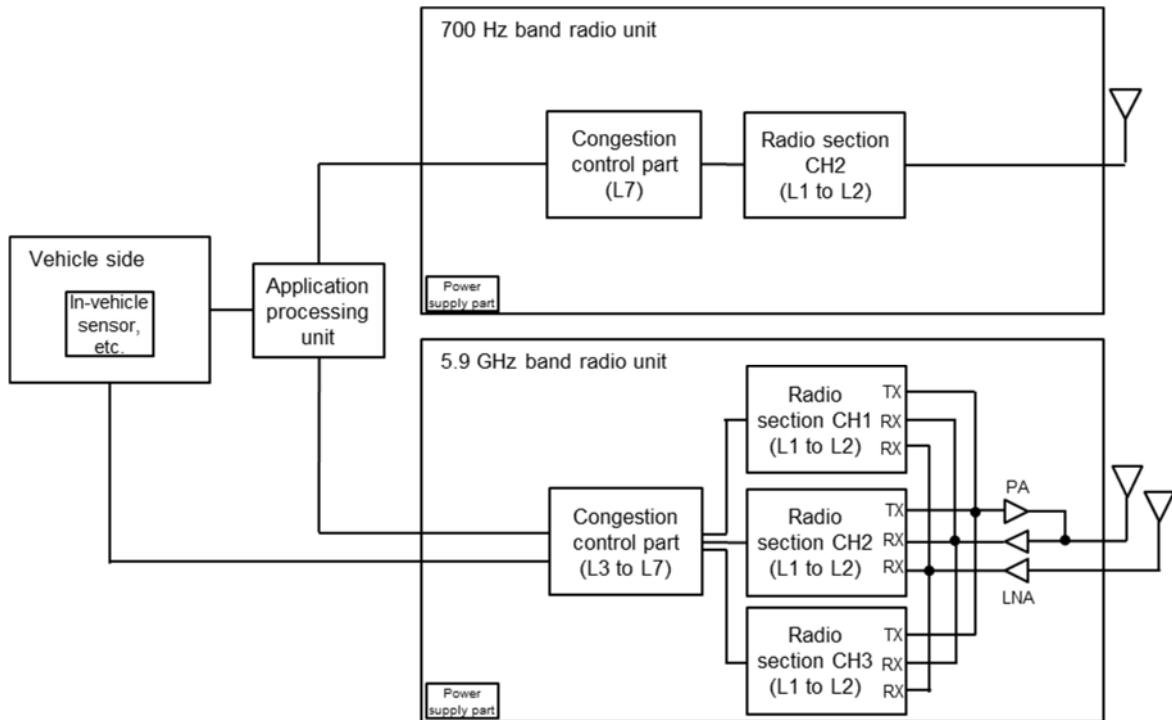 700 Hz band radio unit
Congestion
control part
(L7)
Radio section
CH2
(L1 to L2)
Vehicle side
In-vehicle
sensor,
etc.
Application
processing
unit
Power
supply part
5.9 GHz band radio unit
Radio
section CH1
(L1 to L2)
TX
RX
RX
Congestion
control part
(L3 to L7)
Radio
section CH2
(L1 to L2)
TX
RX
RX
PA
LNA
Radio
section CH3
(L1 to L2)
TX
RX
RX
Power
supply part